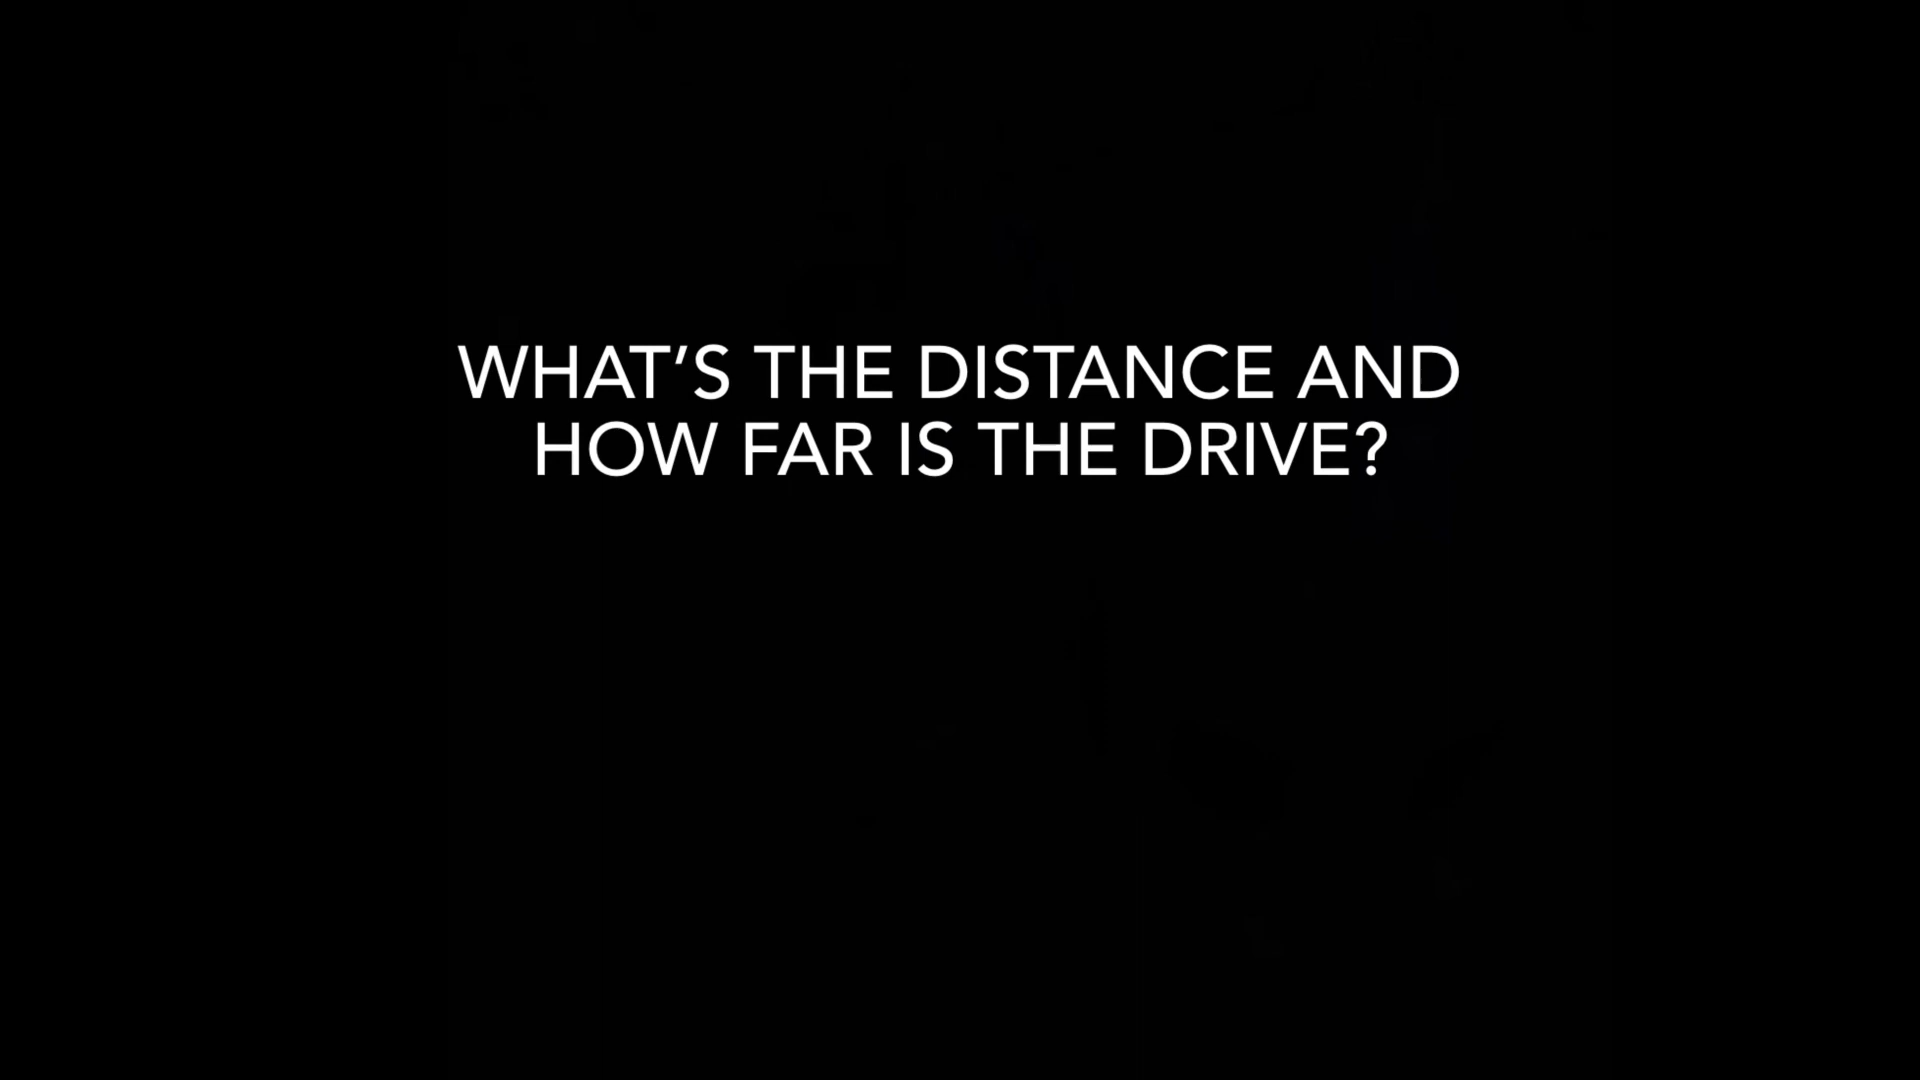 WHAT’S THE DISTANCE AND
HOW FAR IS THE DRIVE?